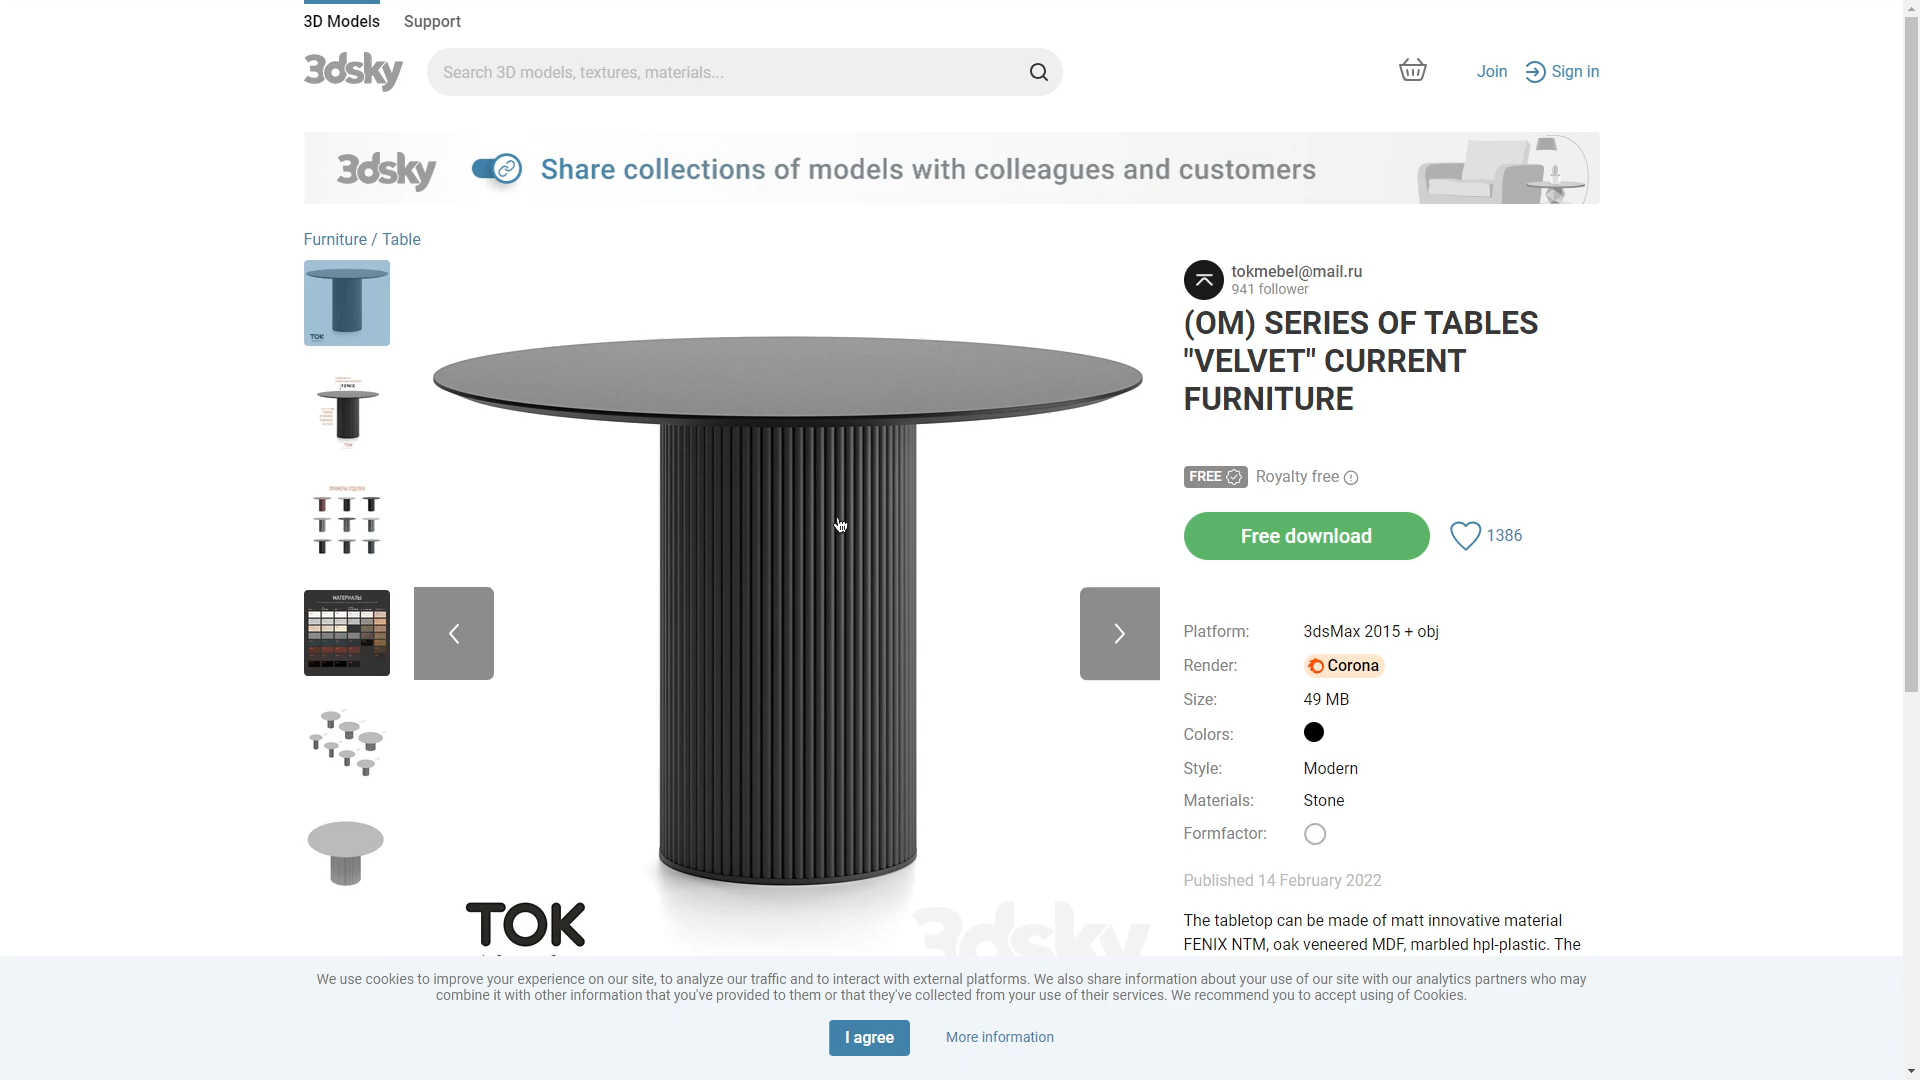 3D Models Support
3dsky
Search 3D models, textures, materials...
Join
Sign in
3dsky
Share collections of models with colleagues and customers
Furniture / Table
tokmebel@mail.ru
941 follower
(OM) SERIES OF TABLES
"VELVET" CURRENT
FURNITURE
FREE
Royalty free
Free download
1386
Platform: 3dsMax 2015 + obj
Render: Corona
Size: 49 MB
Colors:
Style: Modern
Materials: Stone
Formfactor:
Published 14 February 2022
The tabletop can be made of matt innovative material
FENIX NTM, oak veneered MDF, marbled hpl-plastic. The
TOK
FENIX
МАТЕРИАЛЫ
TOK
3dsky
We use cookies to improve your experience on our site, to analyze our traffic and to interact with external platforms. We also share information about your use of our site with our analytics partners who may
combine it with other information that you've provided to them or that they've collected from your use of their services. We recommend you to accept using of Cookies.
I agree
More information